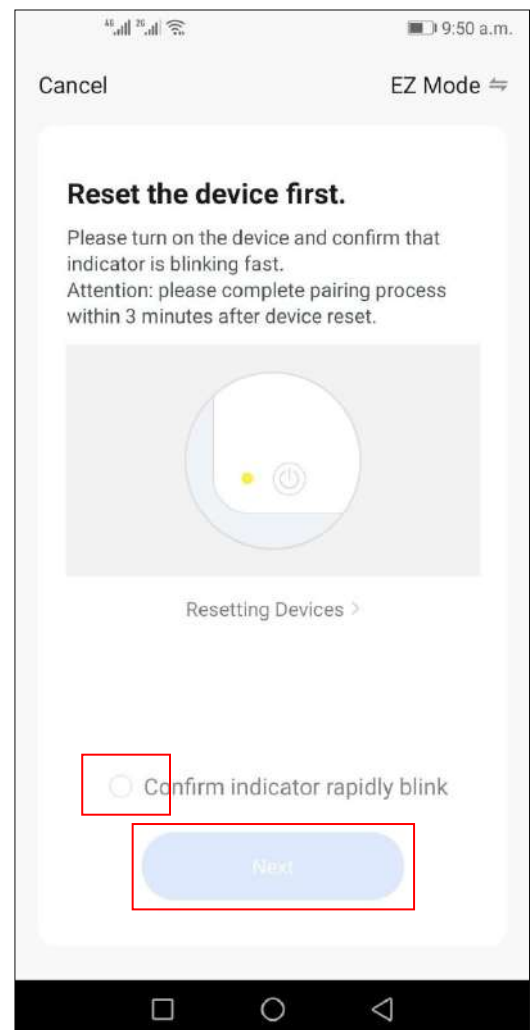 4G 2G 9:50 a.m.
Cancel EZ Mode
Reset the device first.
Please turn on the device and confirm that
indicator is blinking fast.
Attention: please complete pairing process
within 3 minutes after device reset.
Resetting Devices >
Confirm indicator rapidly blink
Next